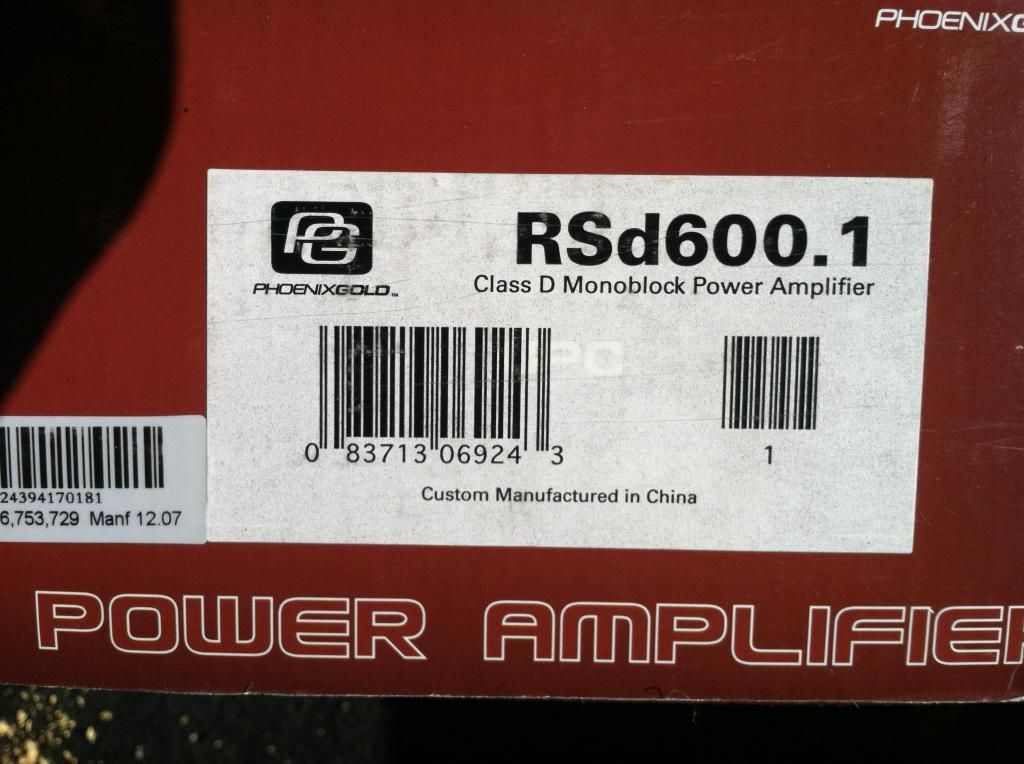 PHOENIXG
PG
RSd600.1
PHOENIXGOLD™
Class D Monoblock Power Amplifier
0 83713 06924 3
1
24394170181
Custom Manufactured in China
6,753,729 Manf 12.07
POWER AMPLIFIER